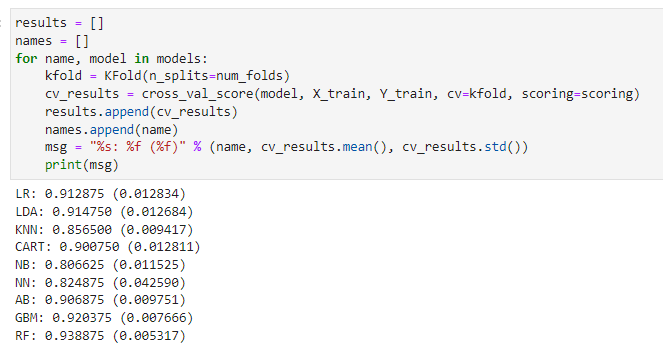 results = []
names = []
for name, model in models:
    kfold = KFold(n_splits=num_folds)
    cv_results = cross_val_score(model, X_train, Y_train, cv=kfold, scoring=scoring)
    results.append(cv_results)
    names.append(name)
    msg = "%s: %f (%f)" % (name, cv_results.mean(), cv_results.std())
    print(msg)
LR: 0.912875 (0.012834)
LDA: 0.914750 (0.012684)
KNN: 0.856500 (0.009417)
CART: 0.900750 (0.012811)
NB: 0.806625 (0.011525)
NN: 0.824875 (0.042590)
AB: 0.906875 (0.009751)
GBM: 0.920375 (0.007666)
RF: 0.938875 (0.005317)